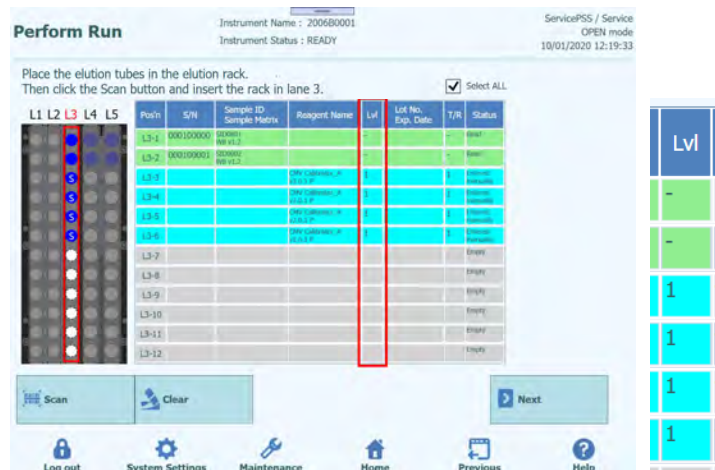 Perform Run
Instrument Name : 2006B0001
Instrument Status : READY
ServicePSS / Service
OPEN mode
10/01/2020 12:19:33
Place the elution tubes in the elution rack.
Then click the Scan button and insert the rack in lane 3.
Select ALL
L1 L2 L3 L4 L5
Pos'n S/N Sample ID Sample Matrix Reagent Name Lvl Lot No. Exp. Date T/R Status
L3-1 000100000 - -
L3-2 000100001 - -
L3-3 1 1
L3-4 1 1
L3-5 1 1
L3-6 1 1
L3-7 Empty
L3-8 Empty
L3-9 Empty
L3-10 Empty
L3-11 Empty
L3-12 Empty
S
S
S
S
Scan
Clear
Next
Log out
System Settings
Maintenance
Home
Previous
Help
Lvl
-
-
1
1
1
1